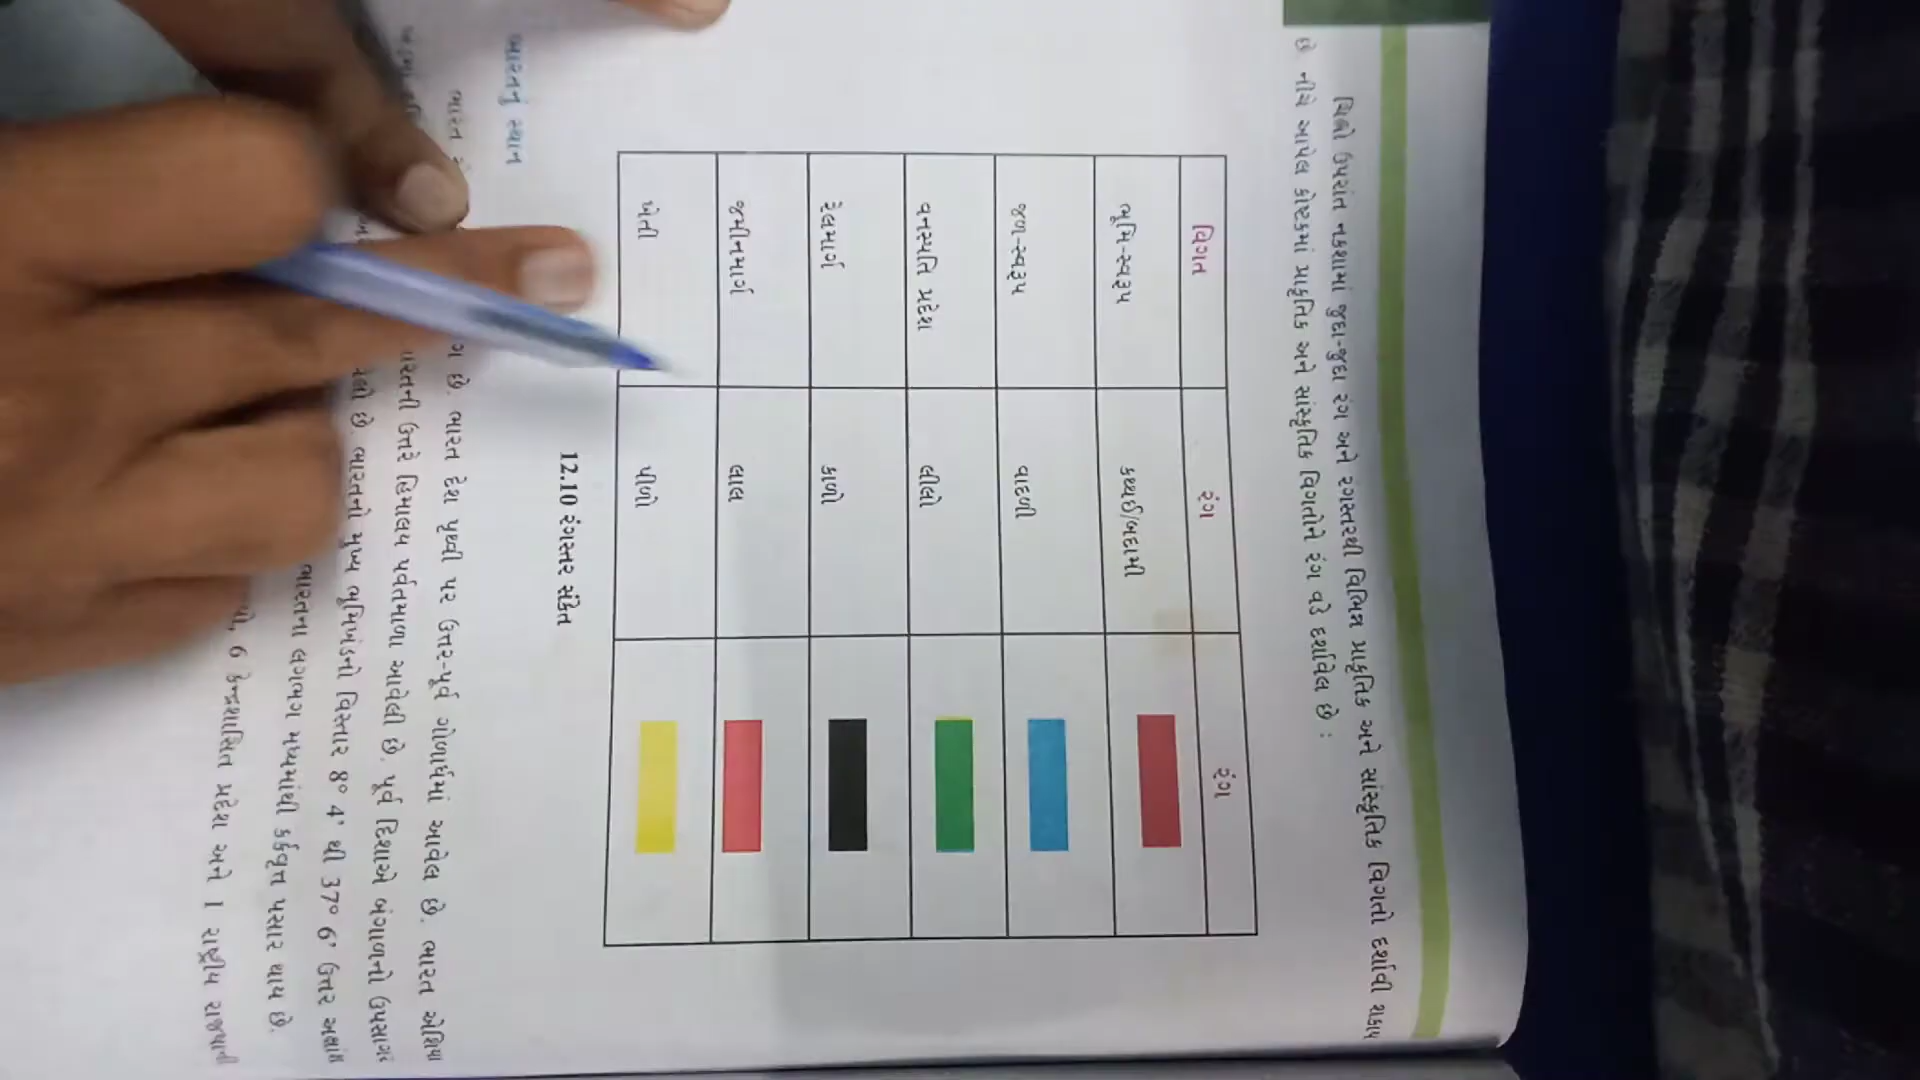 ચિહ્નો ઉપરાંત નકશામાં જુદા-જુદા રંગ અને રંગસ્તરથી વિભિન્ન પ્રાકૃતિક અને સાંસ્કૃતિક વિગતો દર્શાવી શકાય
છે. નીચે આપેલ કોષ્ટકમાં પ્રાકૃતિક અને સાંસ્કૃતિક વિગતોને રંગ વડે દર્શાવેલ છે :
વિગત રંગ રંગ
ભૂમિ-સ્વરૂપ કથ્થઈ/બદામી
જળ-સ્વરૂપ વાદળી
વનસ્પતિ પ્રદેશ લીલો
રેલમાર્ગ કાળો
જમીનમાર્ગ લાલ
ખેતી પીળો
12.10 રંગસ્તર સંકેત
ભારતનું સ્થાન
ભારત છે. ભારત દેશ પૃથ્વી પર ઉત્તર-પૂર્વ ગોળાર્ધમાં આવેલ છે. ભારત એશિયા
ઉત્તરે હિમાલય પર્વતમાળા આવેલી છે. પૂર્વ દિશાએ બંગાળનો ઉપસાગર
છે. ભારતનો મુખ્ય ભૂમિખંડનો વિસ્તાર 8° 4' થી 37° 6' ઉત્તર અક્ષાંશ
ભારતના લગભગ મધ્યમાંથી કર્કવૃત્ત પસાર થાય છે.
6 કેન્દ્રશાસિત પ્રદેશ અને 1 રાષ્ટ્રીય રાજધાની